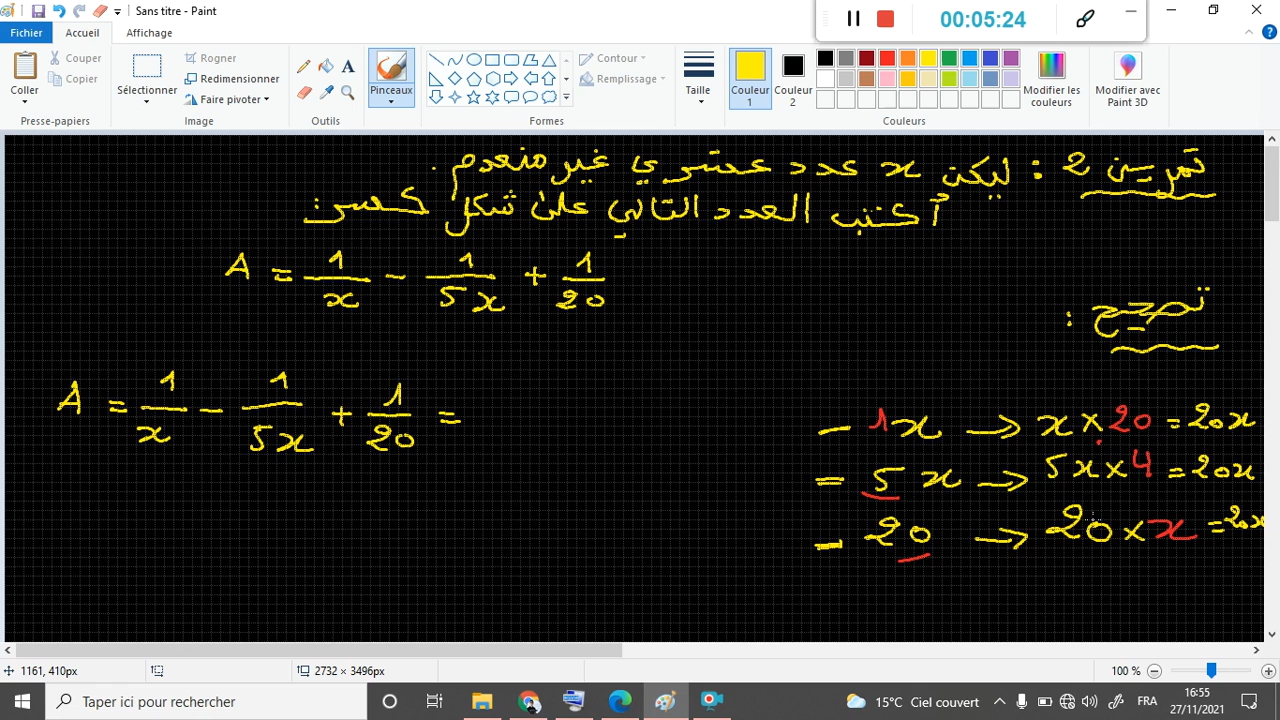 Sans titre - Paint
00:05:24
Fichier Accueil Affichage
Coller
Couper
Copier
Presse-papiers
Sélectionner
Rogner
Redimensionner
Faire pivoter
Image
Outils
Pinceaux
Formes
Contour
Remplissage
Taille
Couleur 1
Couleur 2
Couleurs
Modifier les couleurs
Modifier avec Paint 3D
تمرين 2 : ليكن x عدد عشري غير منعدم .
أكتب العدد التالي على شكل كسر :
A = 1/x - 1/5x + 1/20
تصحيح :
A = 1/x - 1/5x + 1/20 =
- 1x → x × 20 = 20x
= 5x → 5x × 4 = 20x
- 20 → 20 × x = 20x
1161, 410px
2732 × 3496px
100 %
Taper ici pour rechercher
15°C Ciel couvert
FRA
16:55
27/11/2021